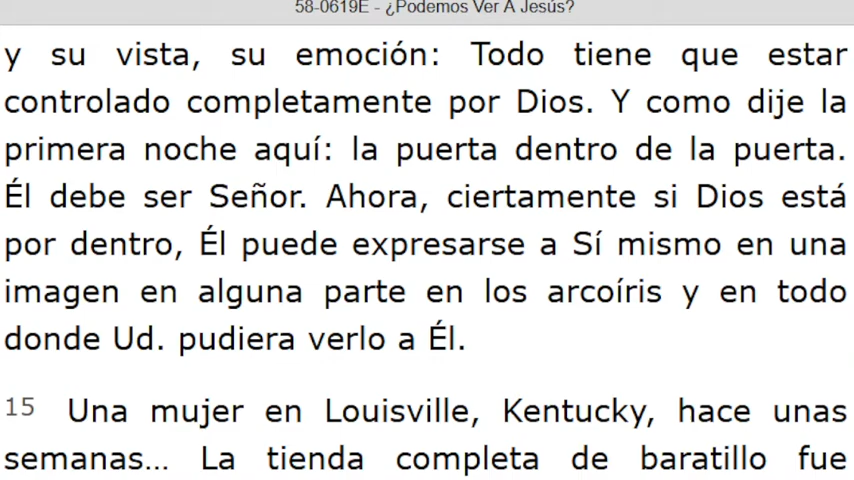 58-0619E - ¿Podemos Ver A Jesús?
y su vista, su emoción: Todo tiene que estar
controlado completamente por Dios. Y como dije la
primera noche aquí: la puerta dentro de la puerta.
Él debe ser Señor. Ahora, ciertamente si Dios está
por dentro, Él puede expresarse a Sí mismo en una
imagen en alguna parte en los arcoíris y en todo
donde Ud. pudiera verlo a Él.
15 Una mujer en Louisville, Kentucky, hace unas
semanas... La tienda completa de baratillo fue